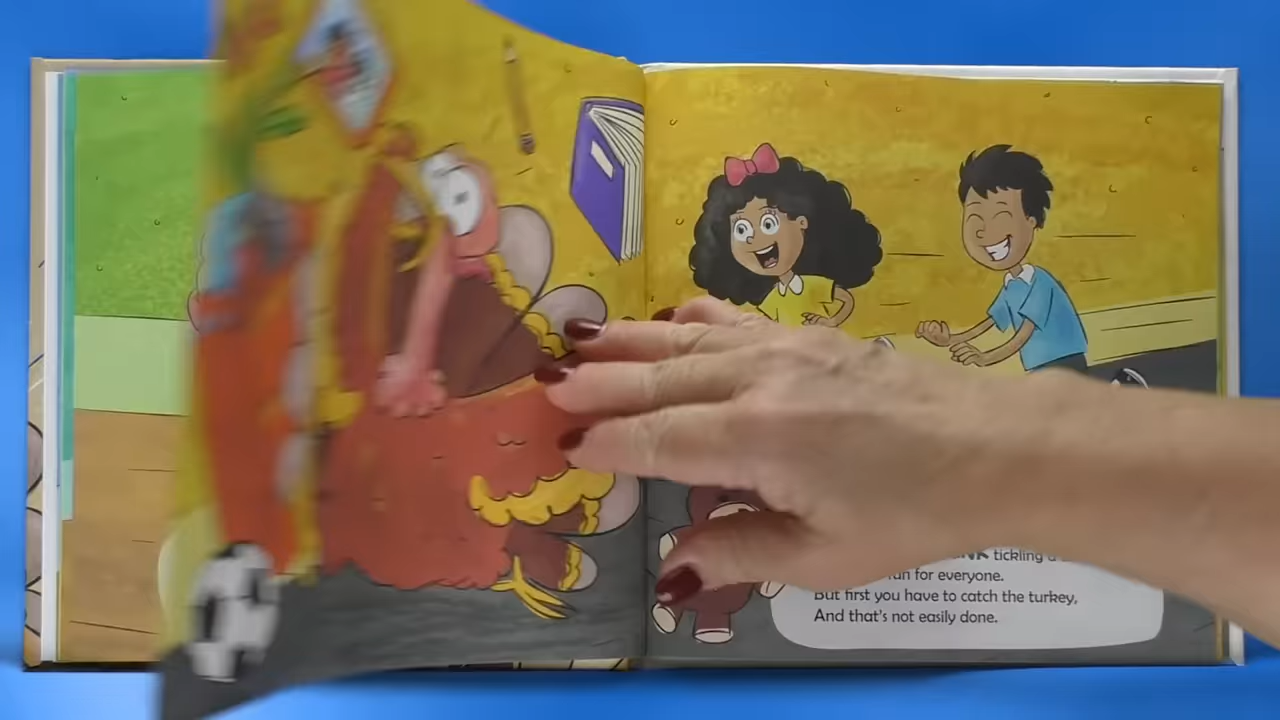 tickling a
fun for everyone.
But first you have to catch the turkey,
And that's not easily done.